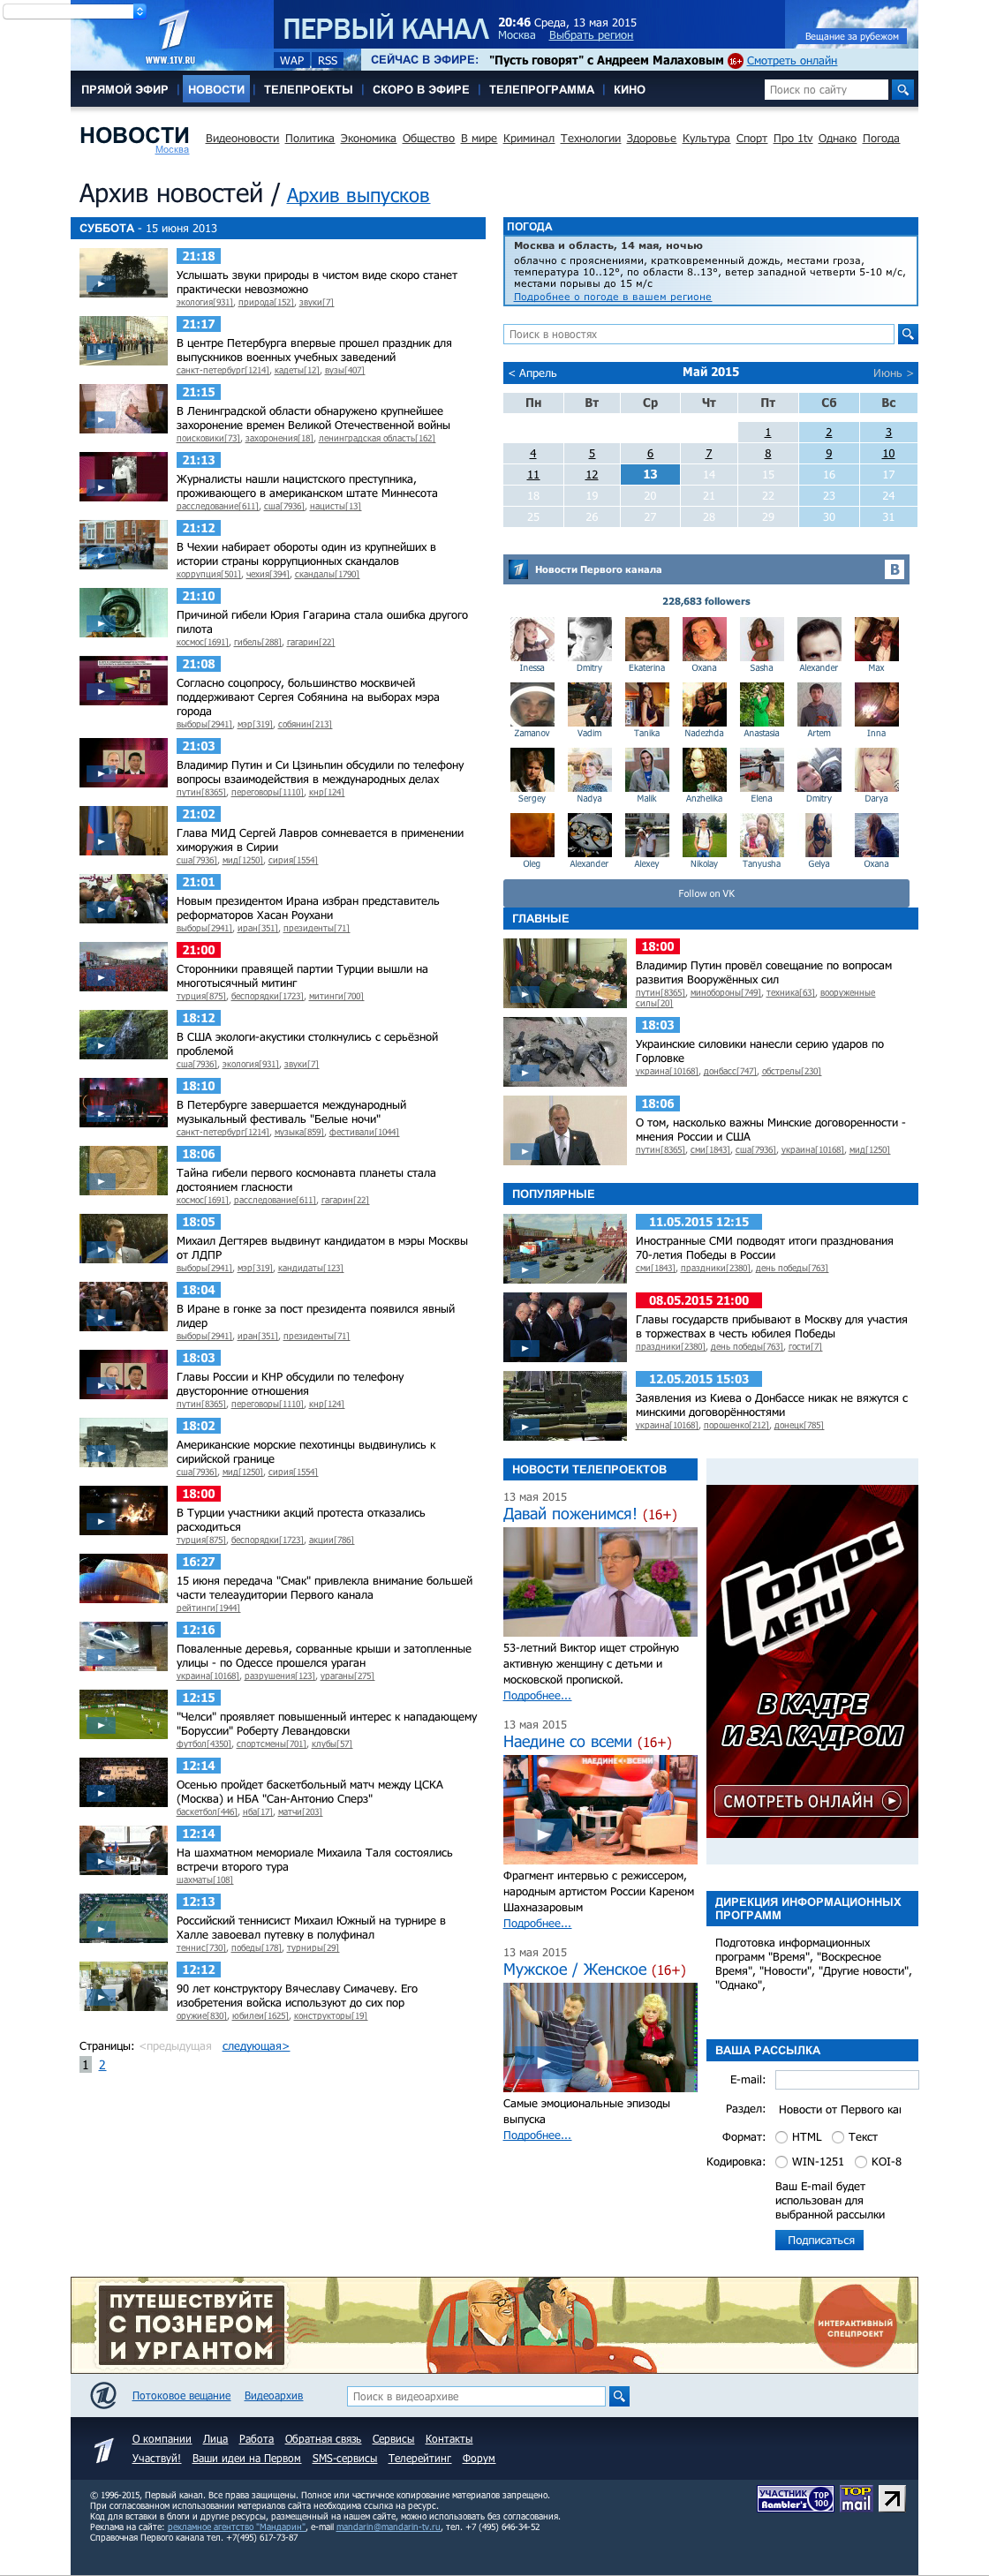 WWW.1TV.RU
ПЕРВЫЙ КАНАЛ
20:46 Среда, 13 мая 2015
Москва Выбрать регион
Вещание за рубежом
WAP RSS
СЕЙЧАС В ЭФИРЕ: "Пусть говорят" с Андреем Малаховым 16+ Смотреть онлайн
ПРЯМОЙ ЭФИР НОВОСТИ ТЕЛЕПРОЕКТЫ СКОРО В ЭФИРЕ ТЕЛЕПРОГРАММА КИНО Поиск по сайту
НОВОСТИ
Москва
Видеоновости Политика Экономика Общество В мире Криминал Технологии Здоровье Культура Спорт Про 1tv Однако Погода
Архив новостей / Архив выпусков
СУББОТА - 15 июня 2013
21:18
Услышать звуки природы в чистом виде скоро станет
практически невозможно
экология[931], природа[152], звуки[7]
21:17
В центре Петербурга впервые прошел праздник для
выпускников военных учебных заведений
санкт-петербург[1214], кадеты[12], вузы[407]
21:15
В Ленинградской области обнаружено крупнейшее
захоронение времен Великой Отечественной войны
поисковики[73], захоронения[18], ленинградская область[162]
21:13
Журналисты нашли нацистского преступника,
проживающего в американском штате Миннесота
расследование[611], сша[7936], нацисты[13]
21:12
В Чехии набирает обороты один из крупнейших в
истории страны коррупционных скандалов
коррупция[501], чехия[394], скандалы[1790]
21:10
Причиной гибели Юрия Гагарина стала ошибка другого
пилота
космос[1691], гибель[288], гагарин[22]
21:08
Согласно соцопросу, большинство москвичей
поддерживают Сергея Собянина на выборах мэра
города
выборы[2941], мэр[319], собянин[213]
21:03
Владимир Путин и Си Цзиньпин обсудили по телефону
вопросы взаимодействия в международных делах
путин[8365], переговоры[1110], кнр[124]
21:02
Глава МИД Сергей Лавров сомневается в применении
химоружия в Сирии
сша[7936], мид[1250], сирия[1554]
21:01
Новым президентом Ирана избран представитель
реформаторов Хасан Роухани
выборы[2941], иран[351], президенты[71]
21:00
Сторонники правящей партии Турции вышли на
многотысячный митинг
турция[875], беспорядки[1723], митинги[700]
18:12
В США экологи-акустики столкнулись с серьёзной
проблемой
сша[7936], экология[931], звуки[7]
18:10
В Петербурге завершается международный
музыкальный фестиваль "Белые ночи"
санкт-петербург[1214], музыка[859], фестивали[1044]
18:06
Тайна гибели первого космонавта планеты стала
достоянием гласности
космос[1691], расследование[611], гагарин[22]
18:05
Михаил Дегтярев выдвинут кандидатом в мэры Москвы
от ЛДПР
выборы[2941], мэр[319], кандидаты[123]
18:04
В Иране в гонке за пост президента появился явный
лидер
выборы[2941], иран[351], президенты[71]
18:03
Главы России и КНР обсудили по телефону
двусторонние отношения
путин[8365], переговоры[1110], кнр[124]
18:02
Американские морские пехотинцы выдвинулись к
сирийской границе
сша[7936], мид[1250], сирия[1554]
18:00
В Турции участники акций протеста отказались
расходиться
турция[875], беспорядки[1723], акции[786]
16:27
15 июня передача "Смак" привлекла внимание большей
части телеаудитории Первого канала
рейтинги[1944]
12:16
Поваленные деревья, сорванные крыши и затопленные
улицы - по Одессе прошелся ураган
украина[10168], разрушения[123], ураганы[275]
12:15
"Челси" проявляет повышенный интерес к нападающему
"Боруссии" Роберту Левандовски
футбол[4350], спортсмены[701], клубы[57]
12:14
Осенью пройдет баскетбольный матч между ЦСКА
(Москва) и НБА "Сан-Антонио Сперз"
баскетбол[446], нба[17], матчи[203]
12:14
На шахматном мемориале Михаила Таля состоялись
встречи второго тура
шахматы[108]
12:13
Российский теннисист Михаил Южный на турнире в
Халле завоевал путевку в полуфинал
теннис[730], победы[178], турниры[29]
12:12
90 лет конструктору Вячеславу Симачеву. Его
изобретения войска используют до сих пор
оружие[830], юбилеи[1625], конструкторы[19]
Страницы: <предыдущая следующая>
1 2
ПОГОДА
Москва и область, 14 мая, ночью
облачно с прояснениями, кратковременный дождь, местами гроза,
температура 10..12°, по области 8..13°, ветер западной четверти 5-10 м/с,
местами порывы до 15 м/с
Подробнее о погоде в вашем регионе
Поиск в новостях
< Апрель Май 2015 Июнь >
Пн Вт Ср Чт Пт Сб Вс
1 2 3
4 5 6 7 8 9 10
11 12 13 14 15 16 17
18 19 20 21 22 23 24
25 26 27 28 29 30 31
Новости Первого канала B
228,683 followers
Inessa Dmitry Ekaterina Oxana Sasha Alexander Max
Zamanov Vadim Tanika Nadezhda Anastasia Artem Inna
Sergey Nadya Malik Anzhelika Elena Dmitry Darya
Oleg Alexander Alexey Nikolay Tanyusha Gelya Oxana
Follow on VK
ГЛАВНЫЕ
18:00
Владимир Путин провёл совещание по вопросам
развития Вооружённых сил
путин[8365], минобороны[749], техника[63], вооруженные
силы[20]
18:03
Украинские силовики нанесли серию ударов по
Горловке
украина[10168], донбасс[747], обстрелы[230]
18:06
О том, насколько важны Минские договоренности -
мнения России и США
путин[8365], сми[1843], сша[7936], украина[10168], мид[1250]
ПОПУЛЯРНЫЕ
11.05.2015 12:15
Иностранные СМИ подводят итоги празднования
70-летия Победы в России
сми[1843], праздники[2380], день победы[763]
08.05.2015 21:00
Главы государств прибывают в Москву для участия
в торжествах в честь юбилея Победы
праздники[2380], день победы[763], гости[7]
12.05.2015 15:03
Заявления из Киева о Донбассе никак не вяжутся с
минскими договорённостями
украина[10168], порошенко[212], донецк[785]
НОВОСТИ ТЕЛЕПРОЕКТОВ
13 мая 2015
Давай поженимся! (16+)
53-летний Виктор ищет стройную
активную женщину с детьми и
московской пропиской.
Подробнее...
13 мая 2015
Наедине со всеми (16+)
НАЕДИНЕ СО ВСЕМИ
Фрагмент интервью с режиссером,
народным артистом России Кареном
Шахназаровым
Подробнее...
13 мая 2015
Мужское / Женское (16+)
Самые эмоциональные эпизоды
выпуска
Подробнее...
Голос
дети
В КАДРЕ
И ЗА КАДРОМ
СМОТРЕТЬ ОНЛАЙН
ДИРЕКЦИЯ ИНФОРМАЦИОННЫХ
ПРОГРАММ
Подготовка информационных
программ "Время", "Воскресное
Время", "Новости", "Другие новости",
"Однако",
ВАША РАССЫЛКА
E-mail:
Раздел: Новости от Первого кан
Формат: HTML Текст
Кодировка: WIN-1251 KOI-8
Ваш E-mail будет
использован для
выбранной рассылки
Подписаться
ПУТЕШЕСТВУЙТЕ
С ПОЗНЕРОМ
И УРГАНТОМ
ИНТЕРАКТИВНЫЙ
СПЕЦПРОЕКТ
Потоковое вещание Видеоархив Поиск в видеоархиве
О компании Лица Работа Обратная связь Сервисы Контакты
Участвуй! Ваши идеи на Первом SMS-сервисы Телерейтинг Форум
© 1996-2015, Первый канал. Все права защищены. Полное или частичное копирование материалов запрещено.
При согласованном использовании материалов сайта необходима ссылка на ресурс.
Код для вставки в блоги и другие ресурсы, размещенный на нашем сайте, можно использовать без согласования.
Реклама на сайте: рекламное агентство "Мандарин", e-mail mandarin@mandarin-tv.ru, тел. +7 (495) 646-34-52
Справочная Первого канала тел. +7(495) 617-73-87
УЧАСТНИК
Rambler's
TOP
100
TOP
mail